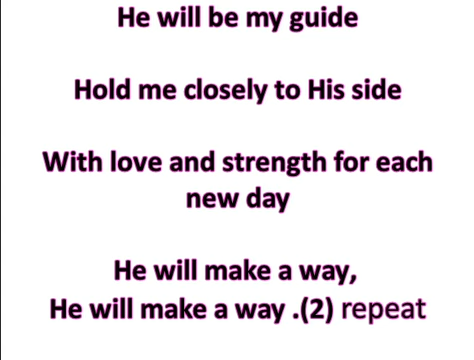 He will be my guide
Hold me closely to His side
With love and strength for each
new day
He will make a way,
He will make a way .(2) repeat